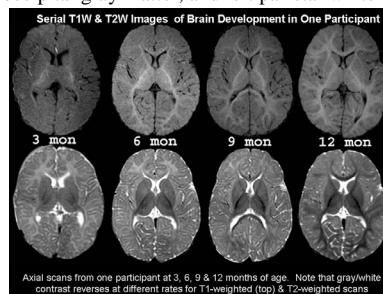 Serial T1W & T2W Images of Brain Development in One Participant
3 mon 6 mon 9 mon 12 mon
Axial scans from one participant at 3, 6, 9 & 12 months of age. Note that gray/white
contrast reverses at different rates for T1-weighted (top) & T2-weighted scans